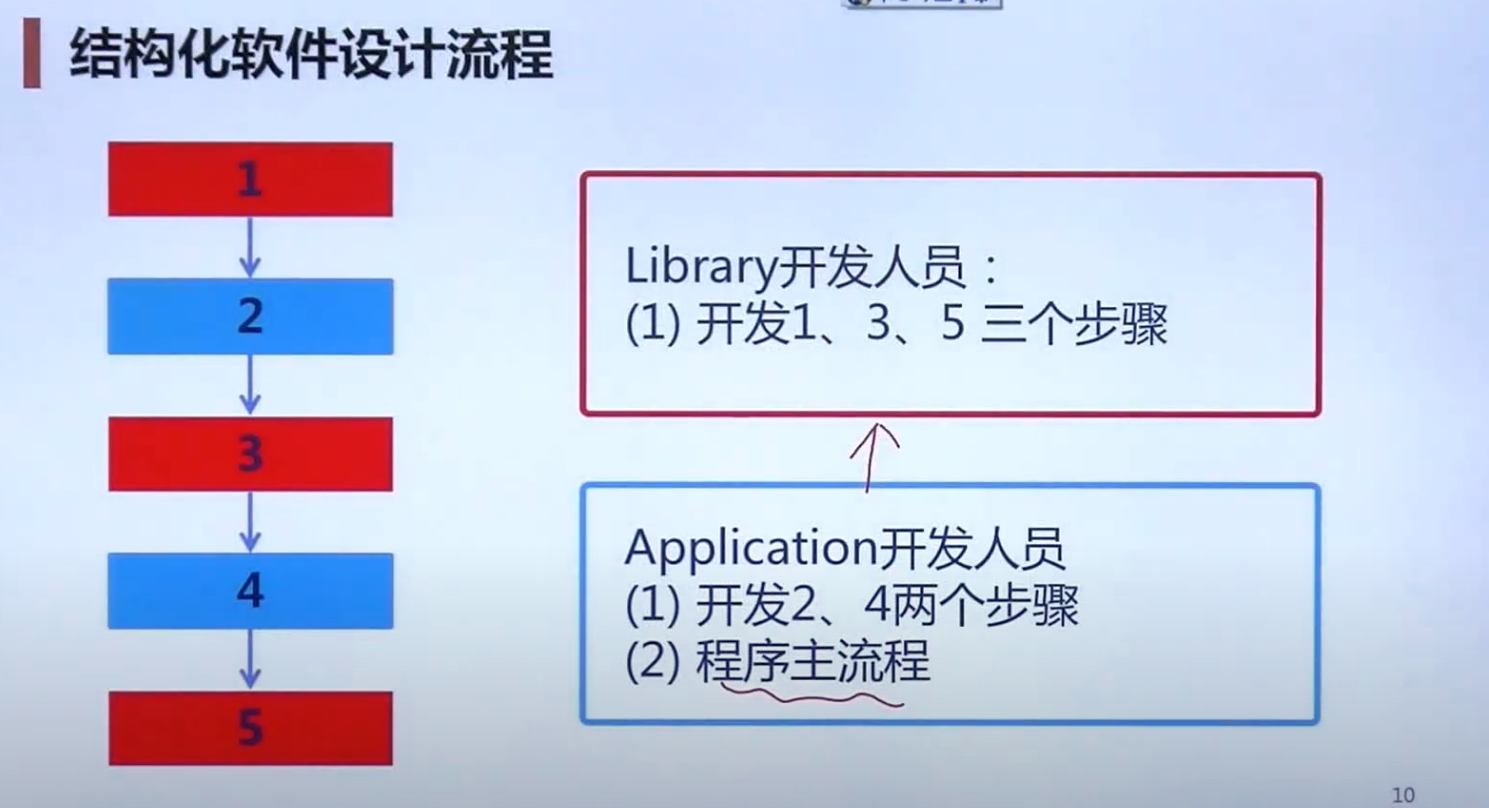 结构化软件设计流程
1
2
3
4
5
Library开发人员：
(1) 开发1、3、5 三个步骤
Application开发人员
(1) 开发2、4两个步骤
(2) 程序主流程
10